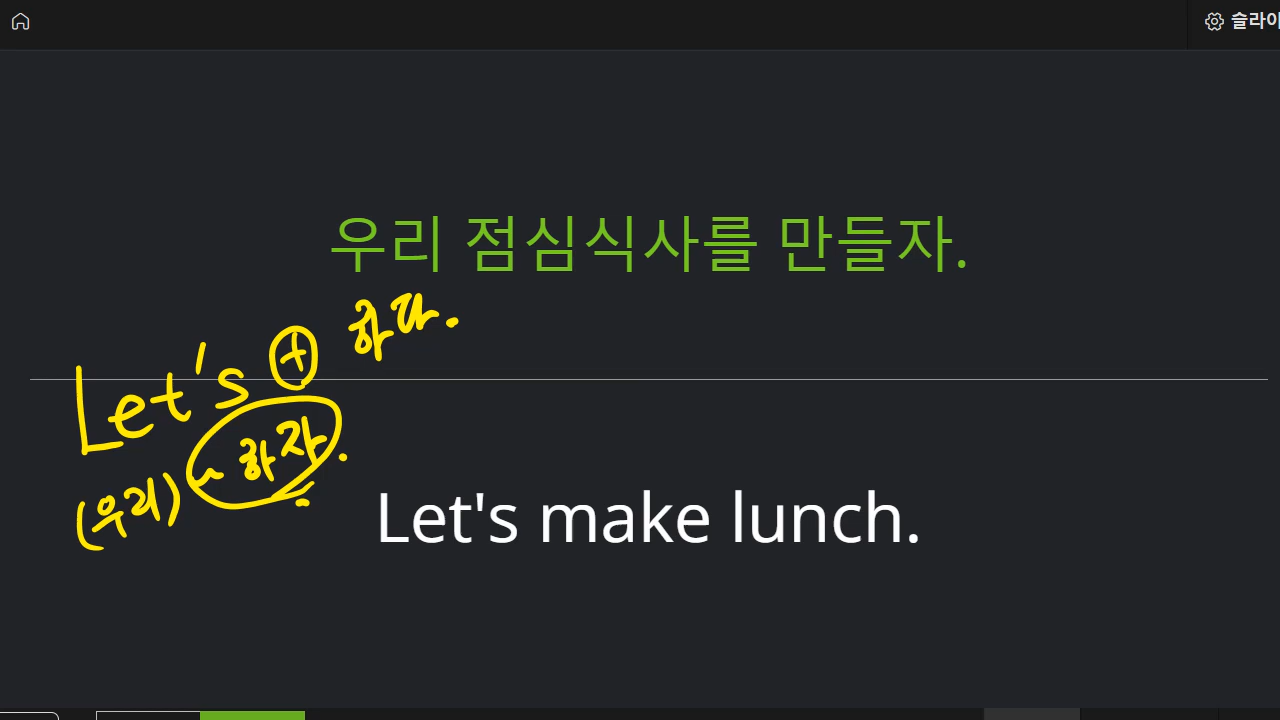 슬라이
우리 점심식사를 만들자.
Let's + 하다.
(우리) ~하자.
Let's make lunch.